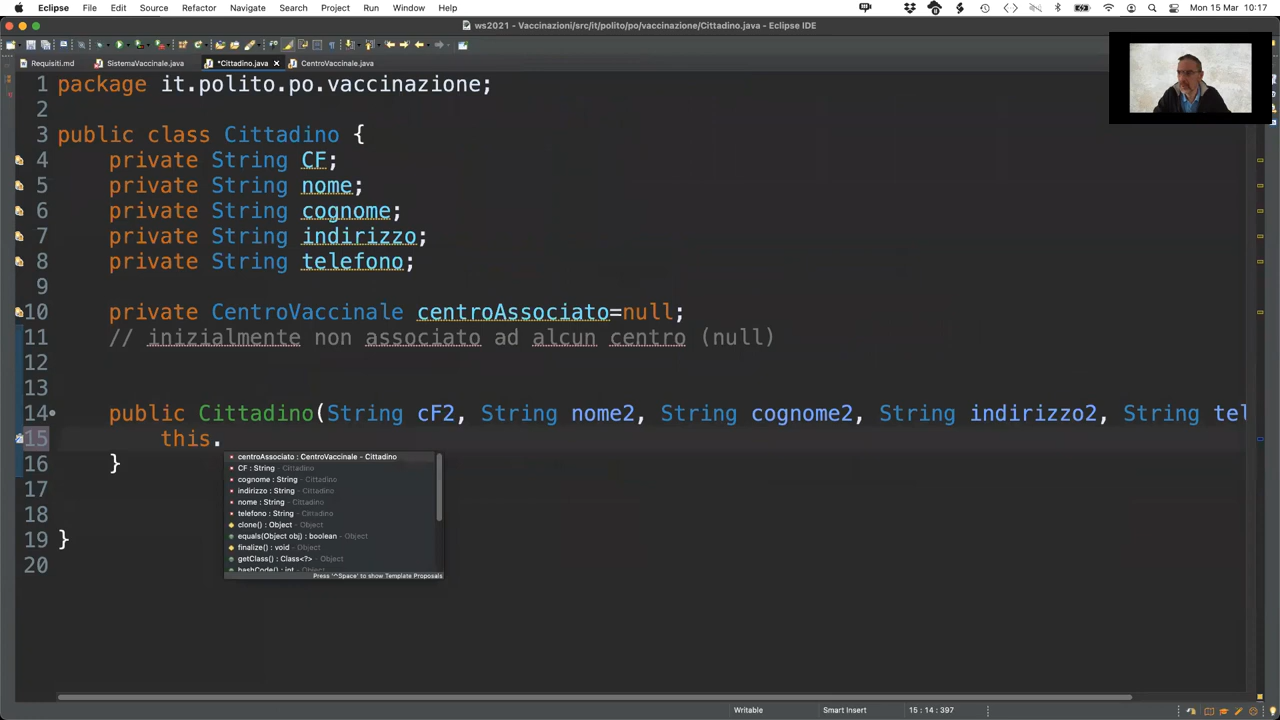 Eclipse File Edit Source Refactor Navigate Search Project Run Window Help Mon 15 Mar 10:17
ws2021 - Vaccinazioni/src/it/polito/po/vaccinazione/Cittadino.java - Eclipse IDE
Requisiti.md SistemaVaccinale.java *Cittadino.java CentroVaccinale.java
1 package it.polito.po.vaccinazione;
2
3 public class Cittadino {
4 private String CF;
5 private String nome;
6 private String cognome;
7 private String indirizzo;
8 private String telefono;
9
10 private CentroVaccinale centroAssociato=null;
11 // inizialmente non associato ad alcun centro (null)
12
13
14 public Cittadino(String cF2, String nome2, String cognome2, String indirizzo2, String tel
15 this.
centroAssociato : CentroVaccinale - Cittadino
CF : String - Cittadino
cognome : String - Cittadino
indirizzo : String - Cittadino
nome : String - Cittadino
telefono : String - Cittadino
clone() : Object - Object
equals(Object obj) : boolean - Object
finalize() : void - Object
getClass() : Class<?> - Object
hashCode() : int - Object
Press '^Space' to show Template Proposals
16 }
17
18
19 }
20
Writable Smart Insert 15 : 14 : 397